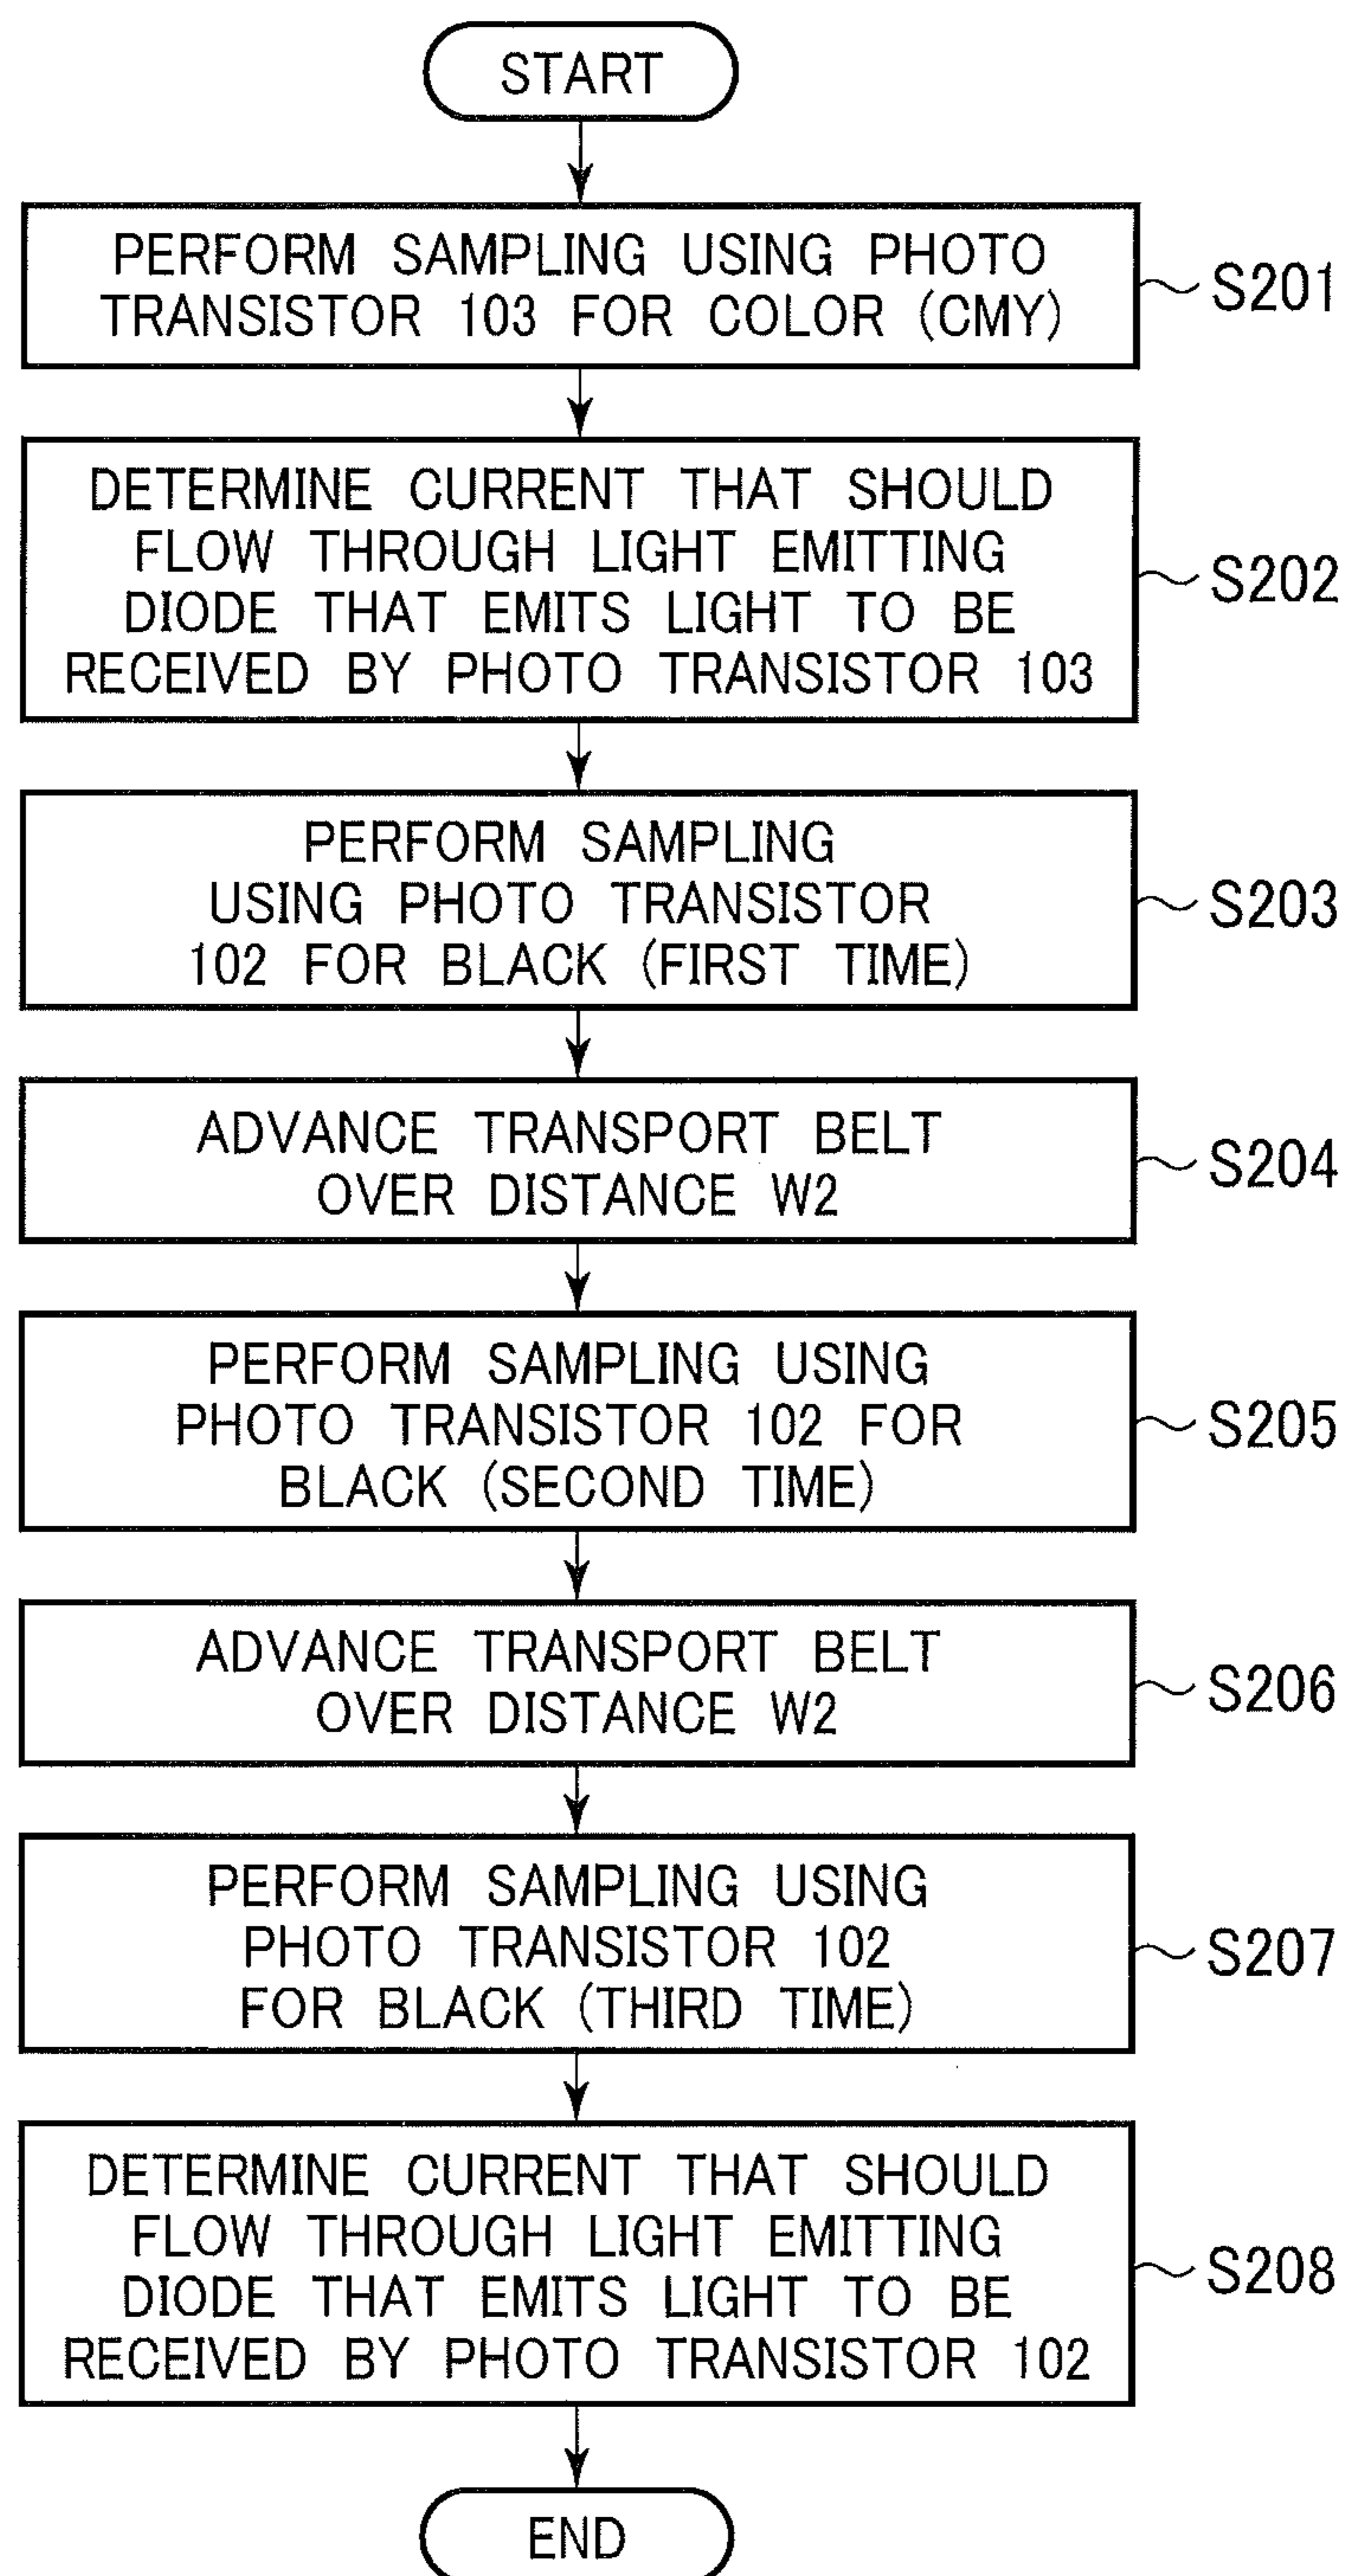 START
PERFORM SAMPLING USING PHOTO
TRANSISTOR 103 FOR COLOR (CMY)
S201
DETERMINE CURRENT THAT SHOULD
FLOW THROUGH LIGHT EMITTING
DIODE THAT EMITS LIGHT TO BE
RECEIVED BY PHOTO TRANSISTOR 103
S202
PERFORM SAMPLING
USING PHOTO TRANSISTOR
102 FOR BLACK (FIRST TIME)
S203
ADVANCE TRANSPORT BELT
OVER DISTANCE W2
S204
PERFORM SAMPLING USING
PHOTO TRANSISTOR 102 FOR
BLACK (SECOND TIME)
S205
ADVANCE TRANSPORT BELT
OVER DISTANCE W2
S206
PERFORM SAMPLING USING
PHOTO TRANSISTOR 102
FOR BLACK (THIRD TIME)
S207
DETERMINE CURRENT THAT SHOULD
FLOW THROUGH LIGHT EMITTING
DIODE THAT EMITS LIGHT TO BE
RECEIVED BY PHOTO TRANSISTOR 102
S208
END